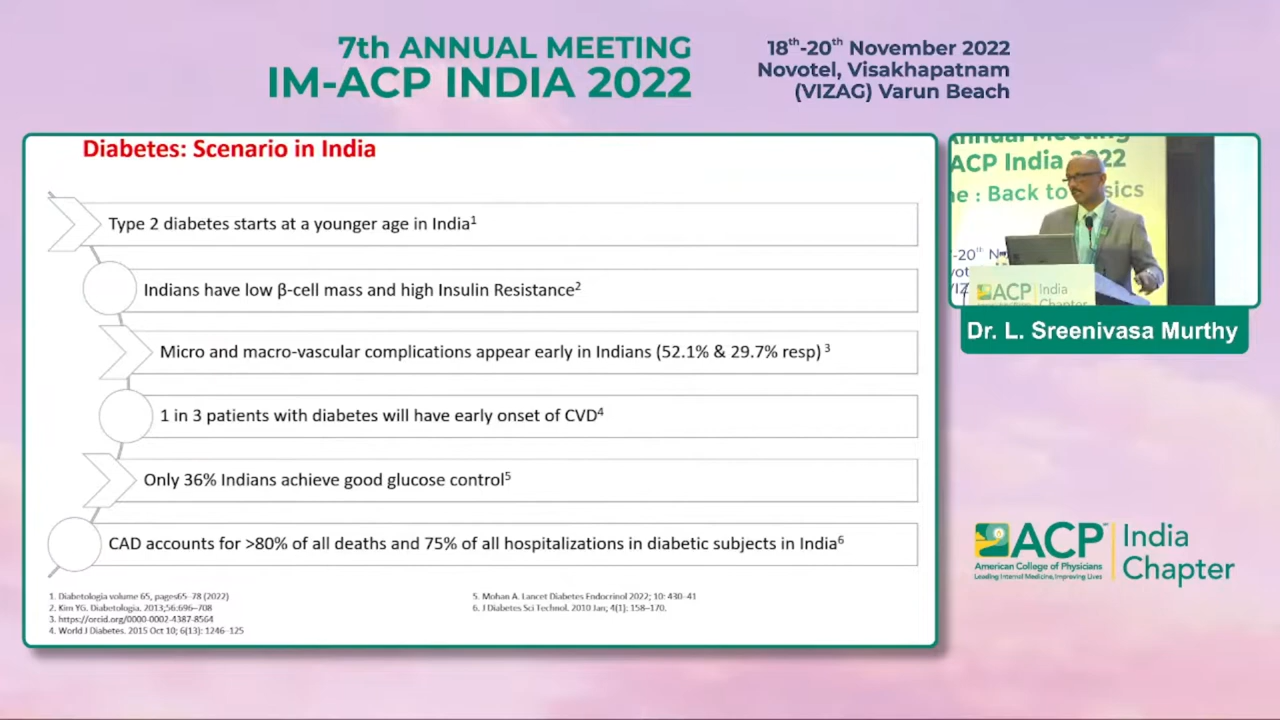 7th ANNUAL MEETING
IM-ACP INDIA 2022
18th-20th November 2022
Novotel, Visakhapatnam
(VIZAG) Varun Beach
Diabetes: Scenario in India
Type 2 diabetes starts at a younger age in India1
Indians have low β-cell mass and high Insulin Resistance2
Micro and macro-vascular complications appear early in Indians (52.1% & 29.7% resp) 3
1 in 3 patients with diabetes will have early onset of CVD4
Only 36% Indians achieve good glucose control5
CAD accounts for >80% of all deaths and 75% of all hospitalizations in diabetic subjects in India6
1. Diabetologia volume 65, pages65–78 (2022)
2. Kim YG. Diabetologia. 2013;56:696–708
3. https://orcid.org/0000-0002-4387-8564
4. World J Diabetes. 2015 Oct 10; 6(13): 1246–125
5. Mohan A. Lancet Diabetes Endocrinol 2022; 10: 430–41
6. J Diabetes Sci Technol. 2010 Jan; 4(1): 158–170.
Annual Meeting
ACP India 2022
: Back to
-20th
ACP India
Chapter
Dr. L. Sreenivasa Murthy
ACP™ India
Chapter
American College of Physicians
Leading Internal Medicine, Improving Lives